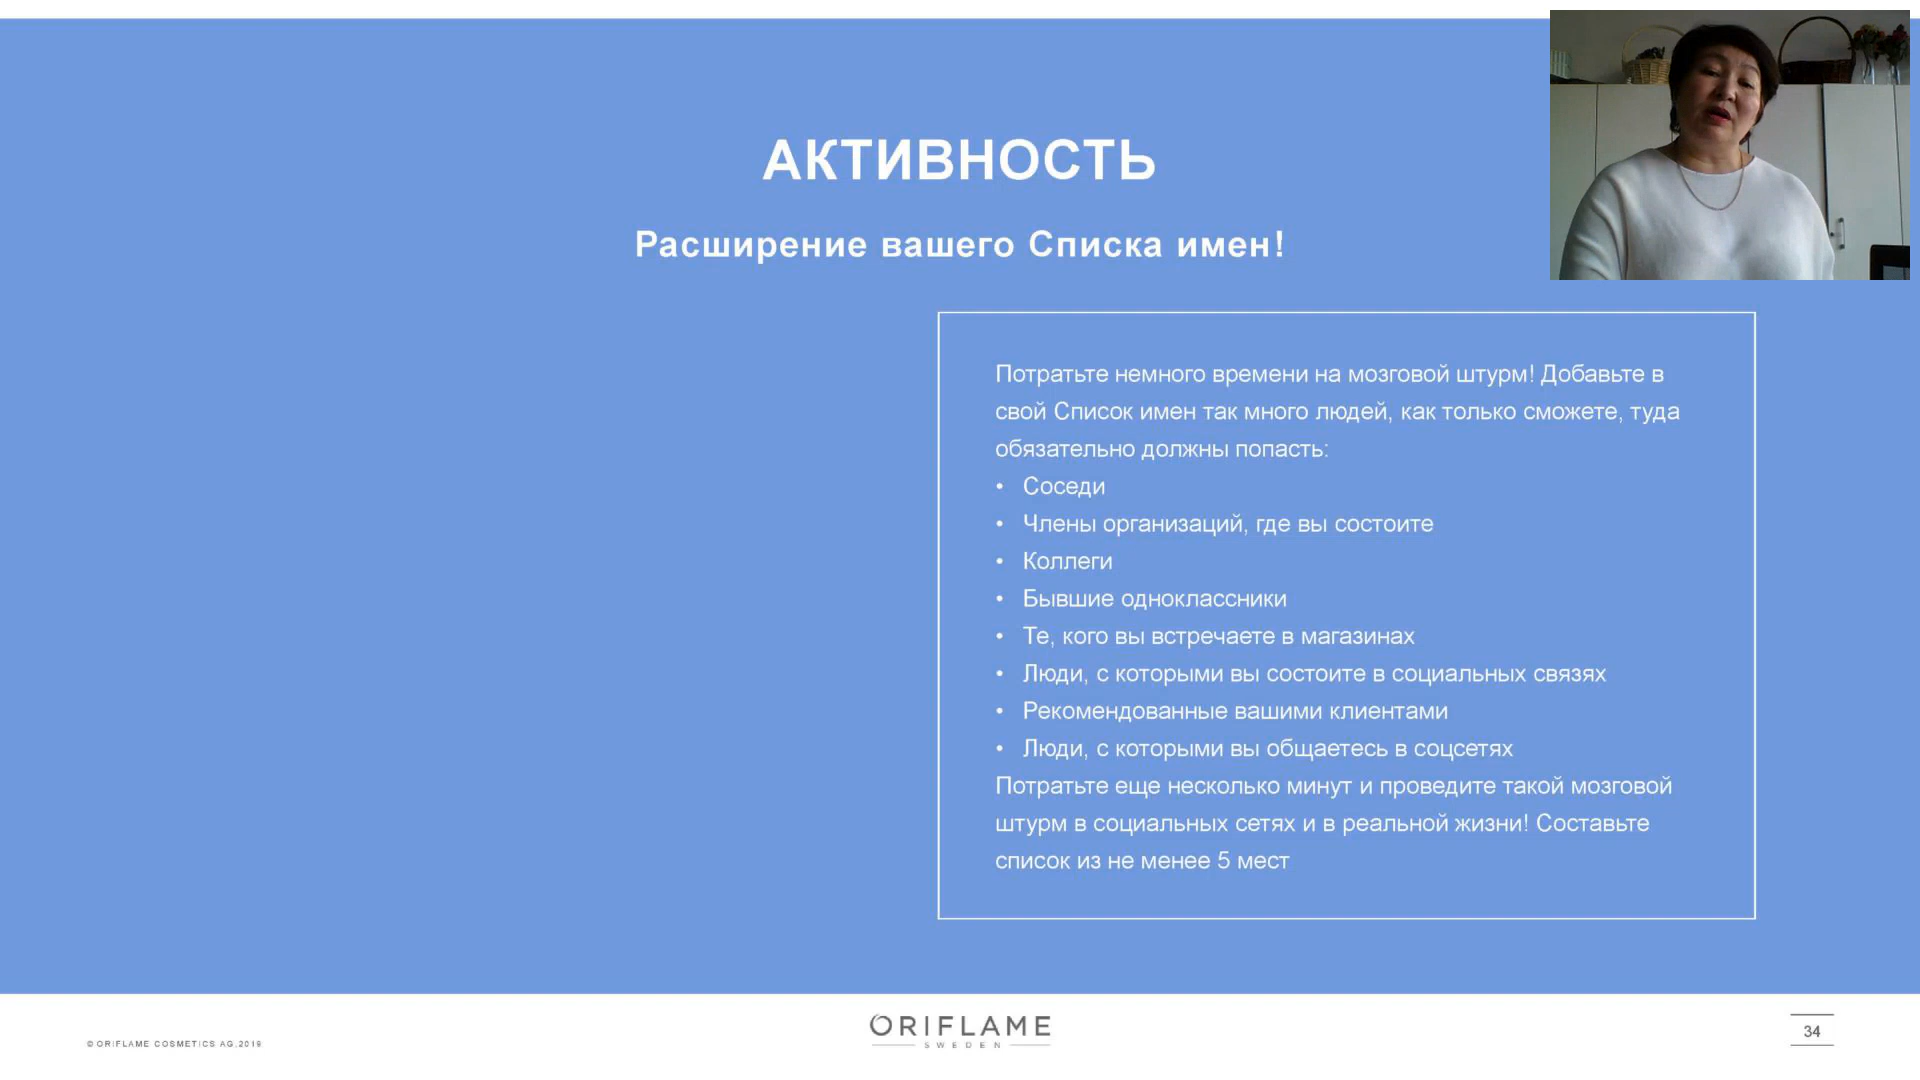 АКТИВНОСТЬ
Расширение вашего Списка имен!
Потратьте немного времени на мозговой штурм! Добавьте в
свой Список имен так много людей, как только сможете, туда
обязательно должны попасть:
• Соседи
• Члены организаций, где вы состоите
• Коллеги
• Бывшие одноклассники
• Те, кого вы встречаете в магазинах
• Люди, с которыми вы состоите в социальных связях
• Рекомендованные вашими клиентами
• Люди, с которыми вы общаетесь в соцсетях
Потратьте еще несколько минут и проведите такой мозговой
штурм в социальных сетях и в реальной жизни! Составьте
список из не менее 5 мест
© ORIFLAME COSMETICS AG,2019
ORIFLAME
SWEDEN
34